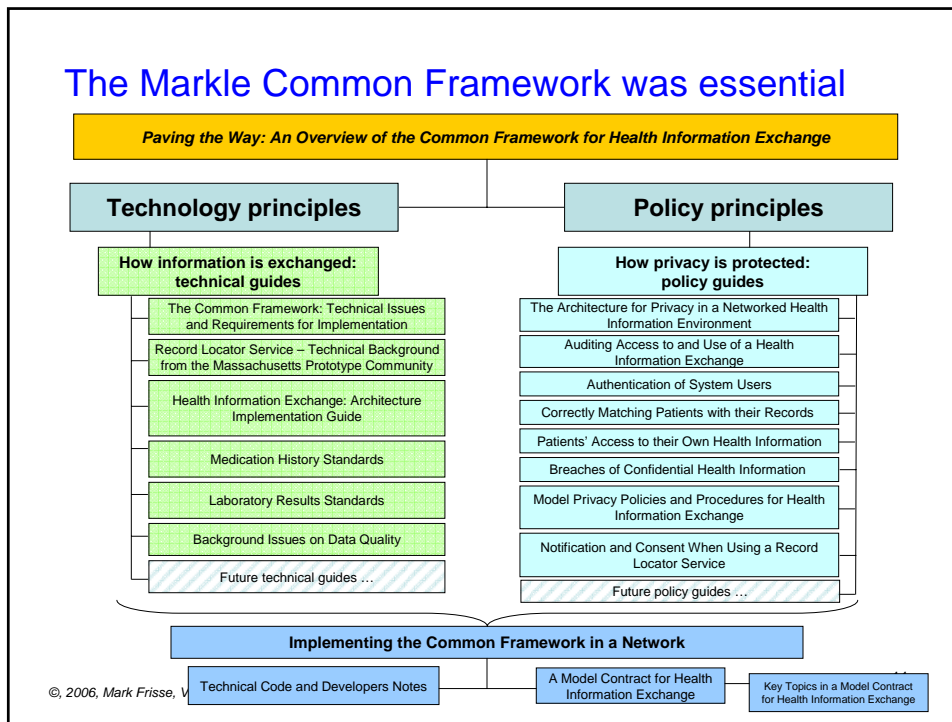 The Markle Common Framework was essential
Paving the Way: An Overview of the Common Framework for Health Information Exchange
Technology principles
Policy principles
How information is exchanged:
technical guides
The Common Framework: Technical Issues
and Requirements for Implementation
Record Locator Service – Technical Background
from the Massachusetts Prototype Community
Health Information Exchange: Architecture
Implementation Guide
Medication History Standards
Laboratory Results Standards
Background Issues on Data Quality
Future technical guides …
How privacy is protected:
policy guides
The Architecture for Privacy in a Networked Health
Information Environment
Auditing Access to and Use of a Health
Information Exchange
Authentication of System Users
Correctly Matching Patients with their Records
Patients’ Access to their Own Health Information
Breaches of Confidential Health Information
Model Privacy Policies and Procedures for Health
Information Exchange
Notification and Consent When Using a Record
Locator Service
Future policy guides …
Implementing the Common Framework in a Network
Technical Code and Developers Notes
A Model Contract for Health
Information Exchange
Key Topics in a Model Contract
for Health Information Exchange
©, 2006, Mark Frisse, V